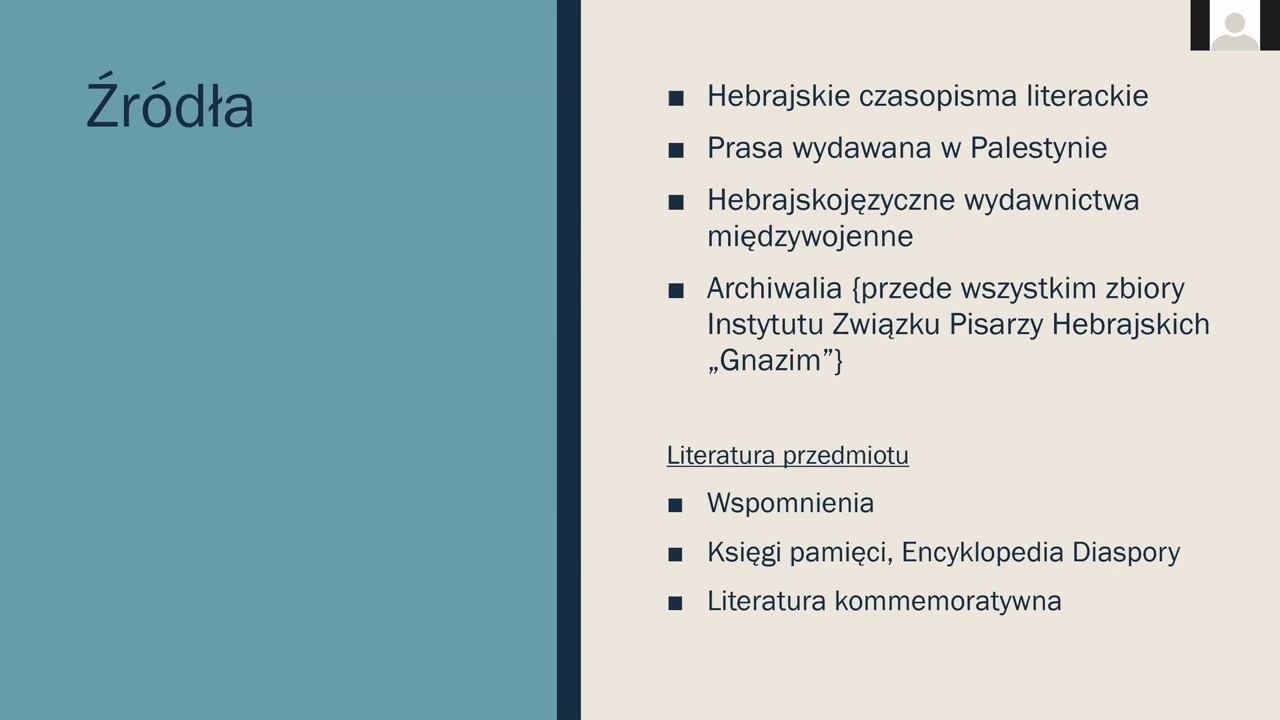 Źródła
■ Hebrajskie czasopisma literackie
■ Prasa wydawana w Palestynie
■ Hebrajskojęzyczne wydawnictwa
międzywojenne
■ Archiwalia {przede wszystkim zbiory
Instytutu Związku Pisarzy Hebrajskich
„Gnazim”}
Literatura przedmiotu
■ Wspomnienia
■ Księgi pamięci, Encyklopedia Diaspory
■ Literatura kommemoratywna